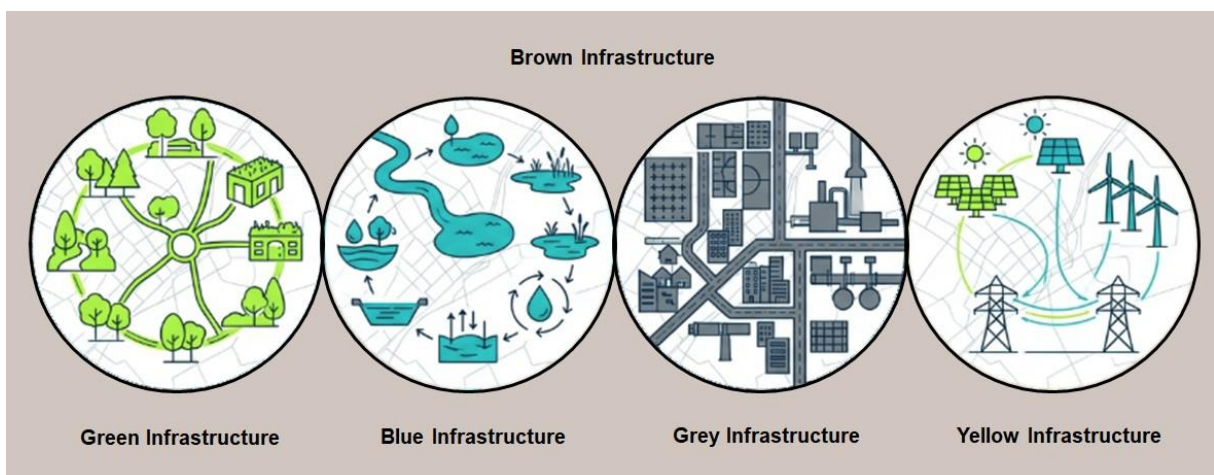 Brown Infrastructure
Green Infrastructure
Blue Infrastructure
Grey Infrastructure
Yellow Infrastructure